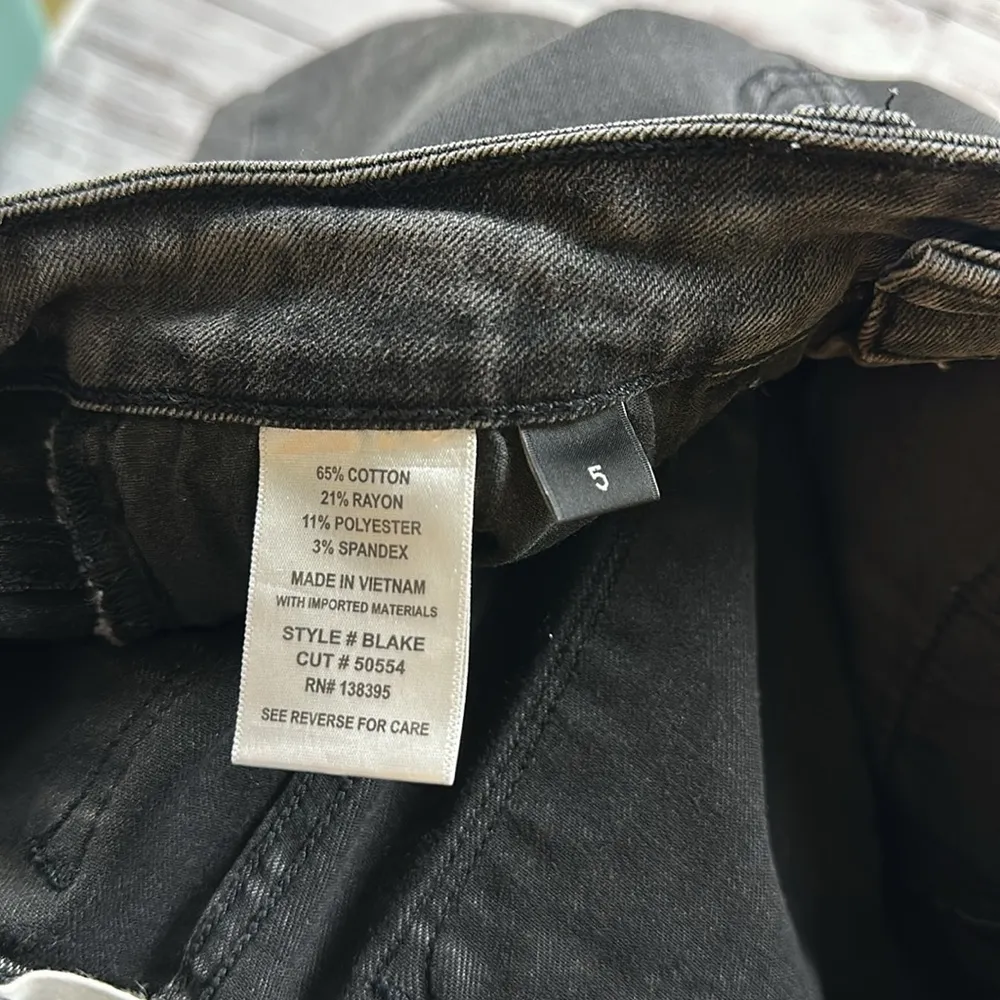 65% COTTON
21% RAYON
11% POLYESTER
3% SPANDEX
MADE IN VIETNAM
WITH IMPORTED MATERIALS
STYLE # BLAKE
CUT # 50554
RN# 138395
SEE REVERSE FOR CARE
5